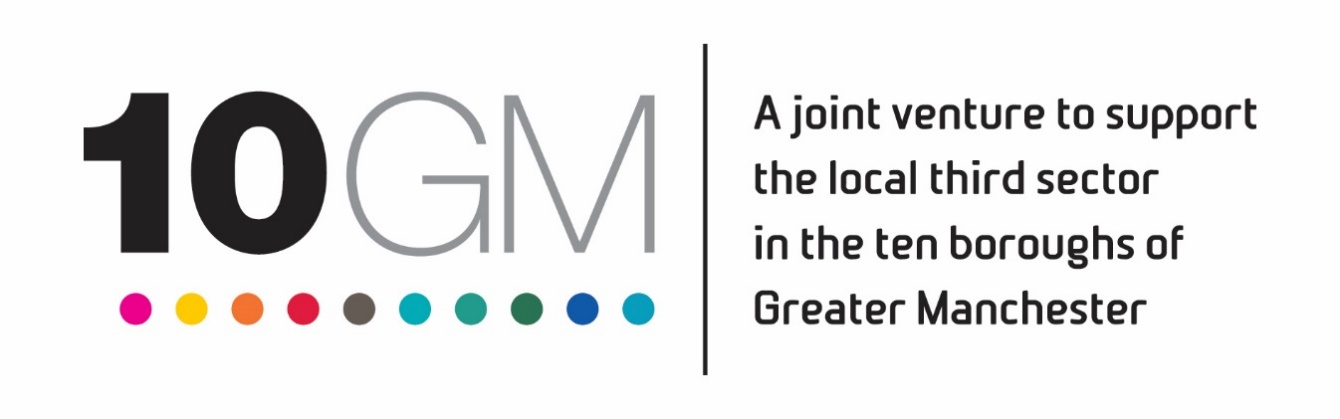 10GM
A joint venture to support
the local third sector
in the ten boroughs of
Greater Manchester